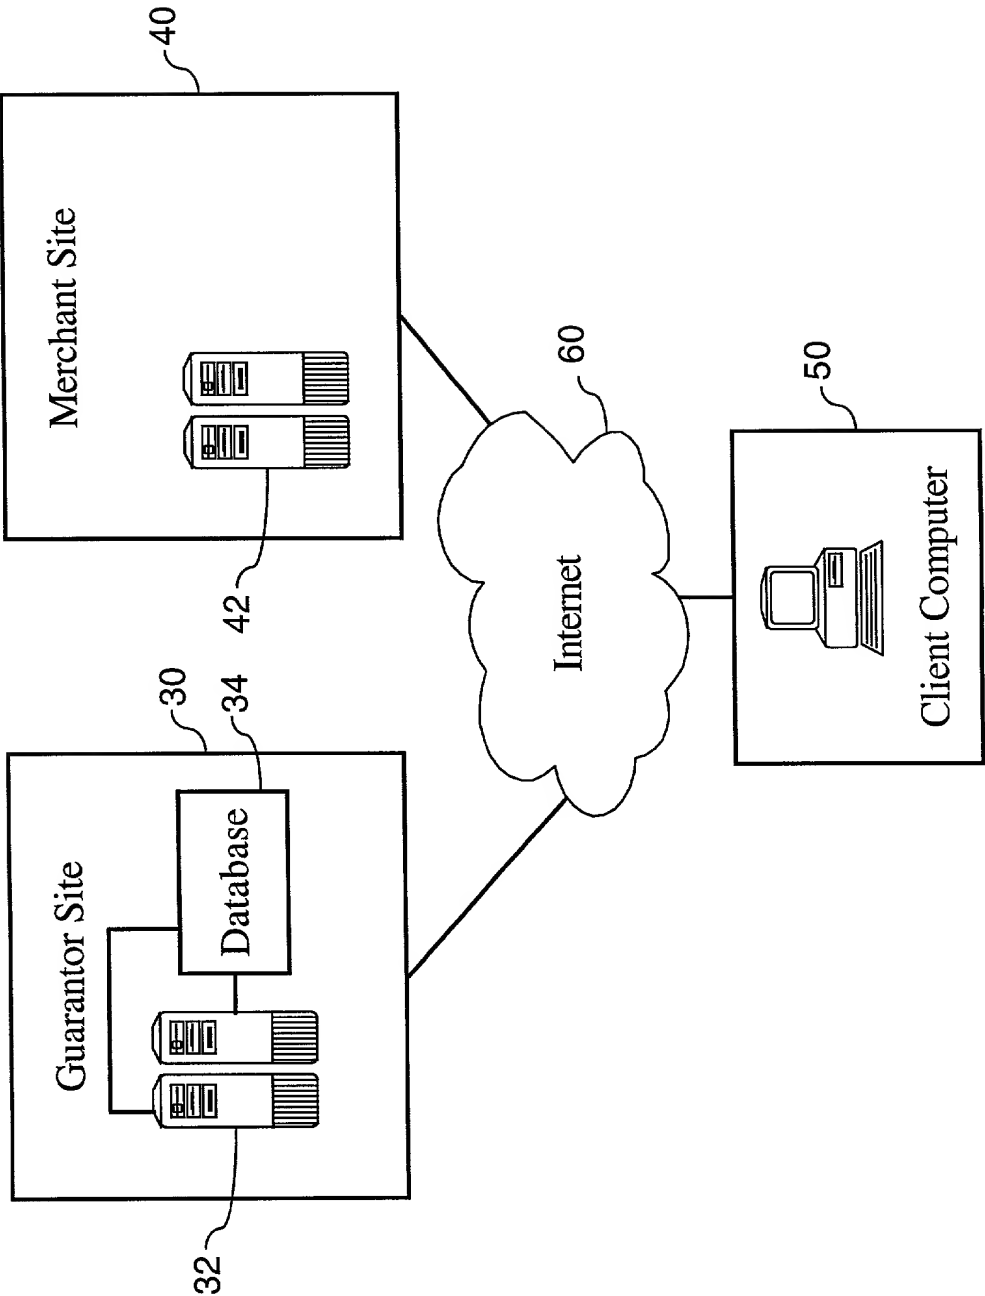 30
40
Guarantor Site
Merchant Site
34
Database
32
42
Internet
60
50
Client Computer